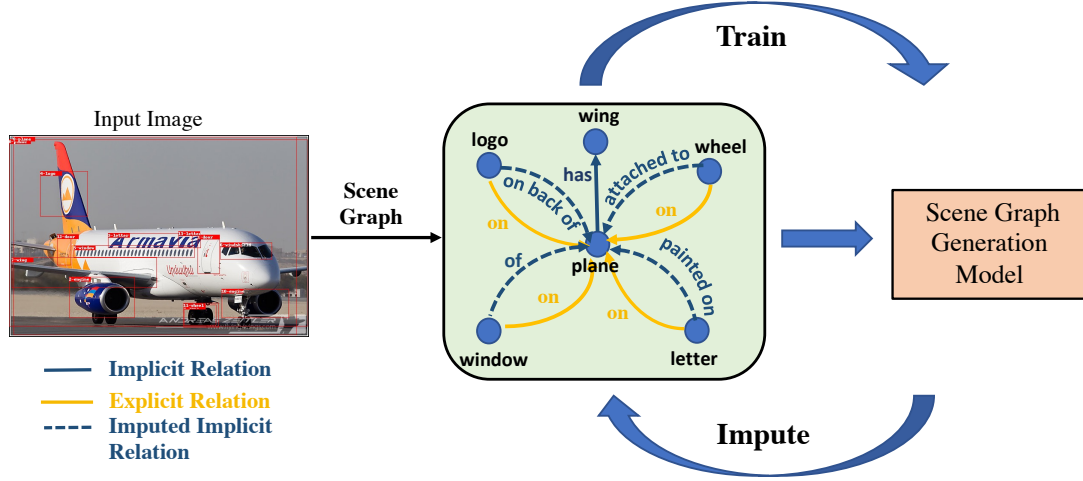 Train
Input Image
wing
logo
wheel
has
attached to
on back of
on
on
Scene
Graph
Armavia
Scene Graph
Generation
Model
plane
of
painted on
on
on
window
letter
Implicit Relation
Explicit Relation
Imputed Implicit
Relation
Impute